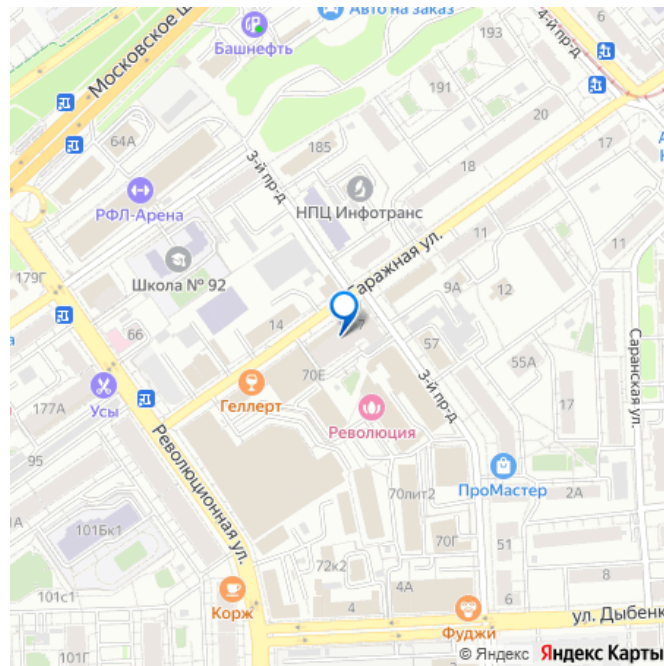 Авто на заказ
Башнефть
193
6
4-й пр-д
Московское ш
191
20
17
64А
185
18
3-й пр-д
РФЛ-Арена
НПЦ Инфотранс
11
11
179Г
Школа № 92
Гаражная ул.
9А
12
66
14
57
Саранская ул.
55А
Усы
70Е
Геллерт
3-й пр-д
177А
17
Революция
95
Революционная ул.
ПроМастер
70лит2
2А
101Бк1
70Г
51
72к2
8
101с1
Корж
4А
4
6
ул. Дыбенк
Фуджи
101Г
© Яндекс Яндекс Карты